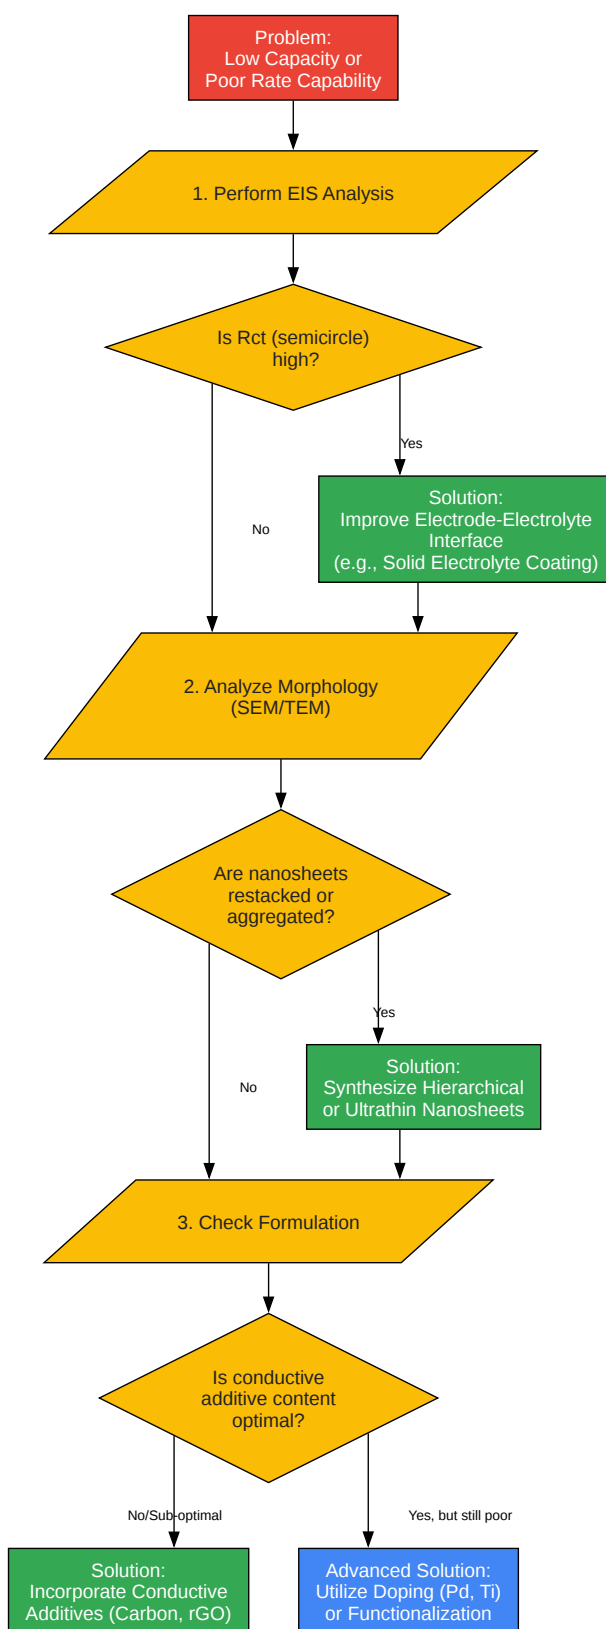 Problem:
Low Capacity or
Poor Rate Capability
1. Perform EIS Analysis
Is Rct (semicircle)
high?
Yes
No
Solution:
Improve Electrode-Electrolyte
Interface
(e.g., Solid Electrolyte Coating)
2. Analyze Morphology
(SEM/TEM)
Are nanosheets
restacked or
aggregated?
Yes
No
Solution:
Synthesize Hierarchical
or Ultrathin Nanosheets
3. Check Formulation
Is conductive
additive content
optimal?
No/Sub-optimal
Yes, but still poor
Solution:
Incorporate Conductive
Additives (Carbon, rGO)
Advanced Solution:
Utilize Doping (Pd, Ti)
or Functionalization